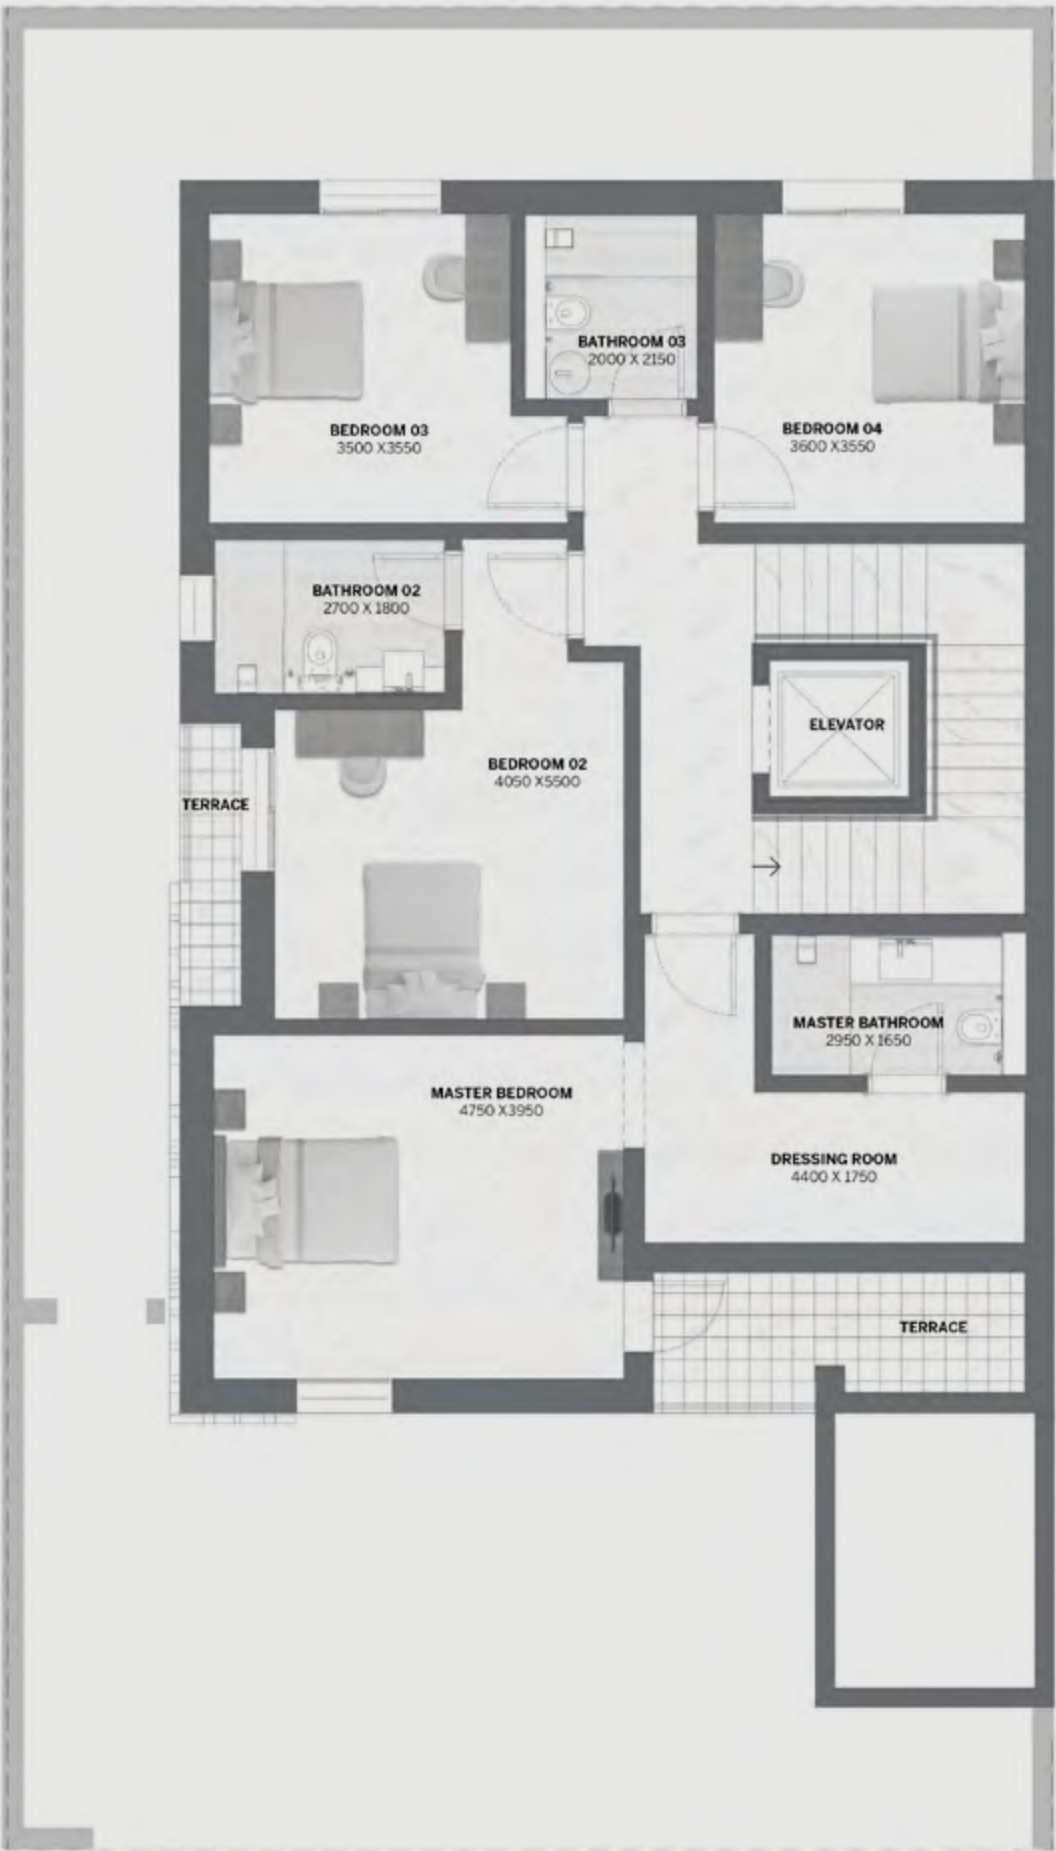 BATHROOM 03
2000 X 2150
BEDROOM 03
3500 X3550
BEDROOM 04
3600 X3550
BATHROOM 02
2700 X 1800
ELEVATOR
BEDROOM 02
4050 X5500
TERRACE
MASTER BATHROOM
2950 X 1650
MASTER BEDROOM
4750 X3950
DRESSING ROOM
4400 X 1750
TERRACE